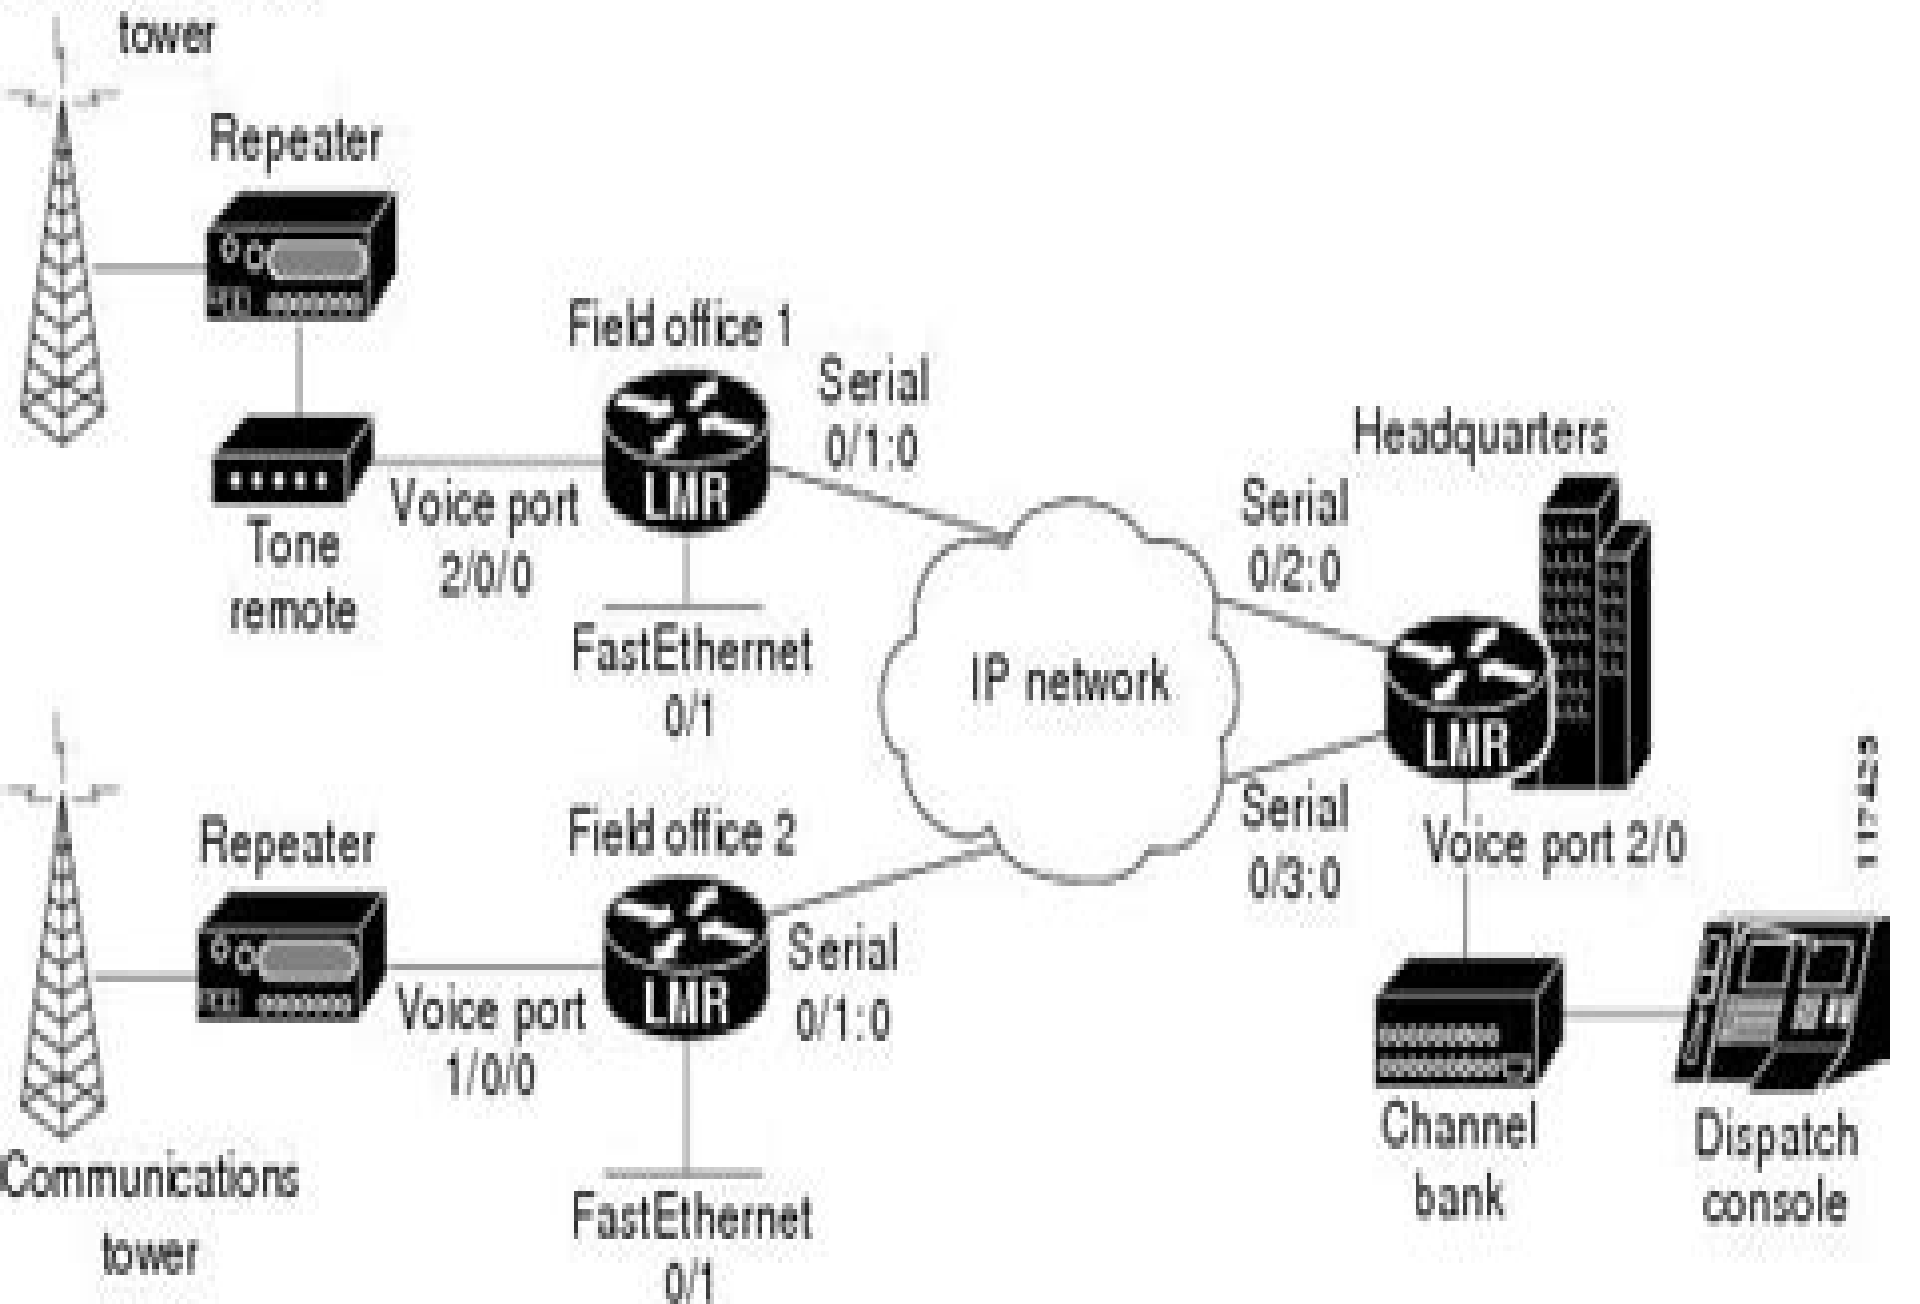 tower
Repeater
Tone
remote
Voice port
2/0/0
Field office 1
LMR
Serial
0/1:0
FastEthernet
0/1
IP network
Serial
0/2:0
Headquarters
LMR
Serial
0/3:0
Voice port 2/0
Channel
bank
Dispatch
console
Repeater
Voice port
1/0/0
Field office 2
LMR
Serial
0/1:0
FastEthernet
0/1
Communications
tower